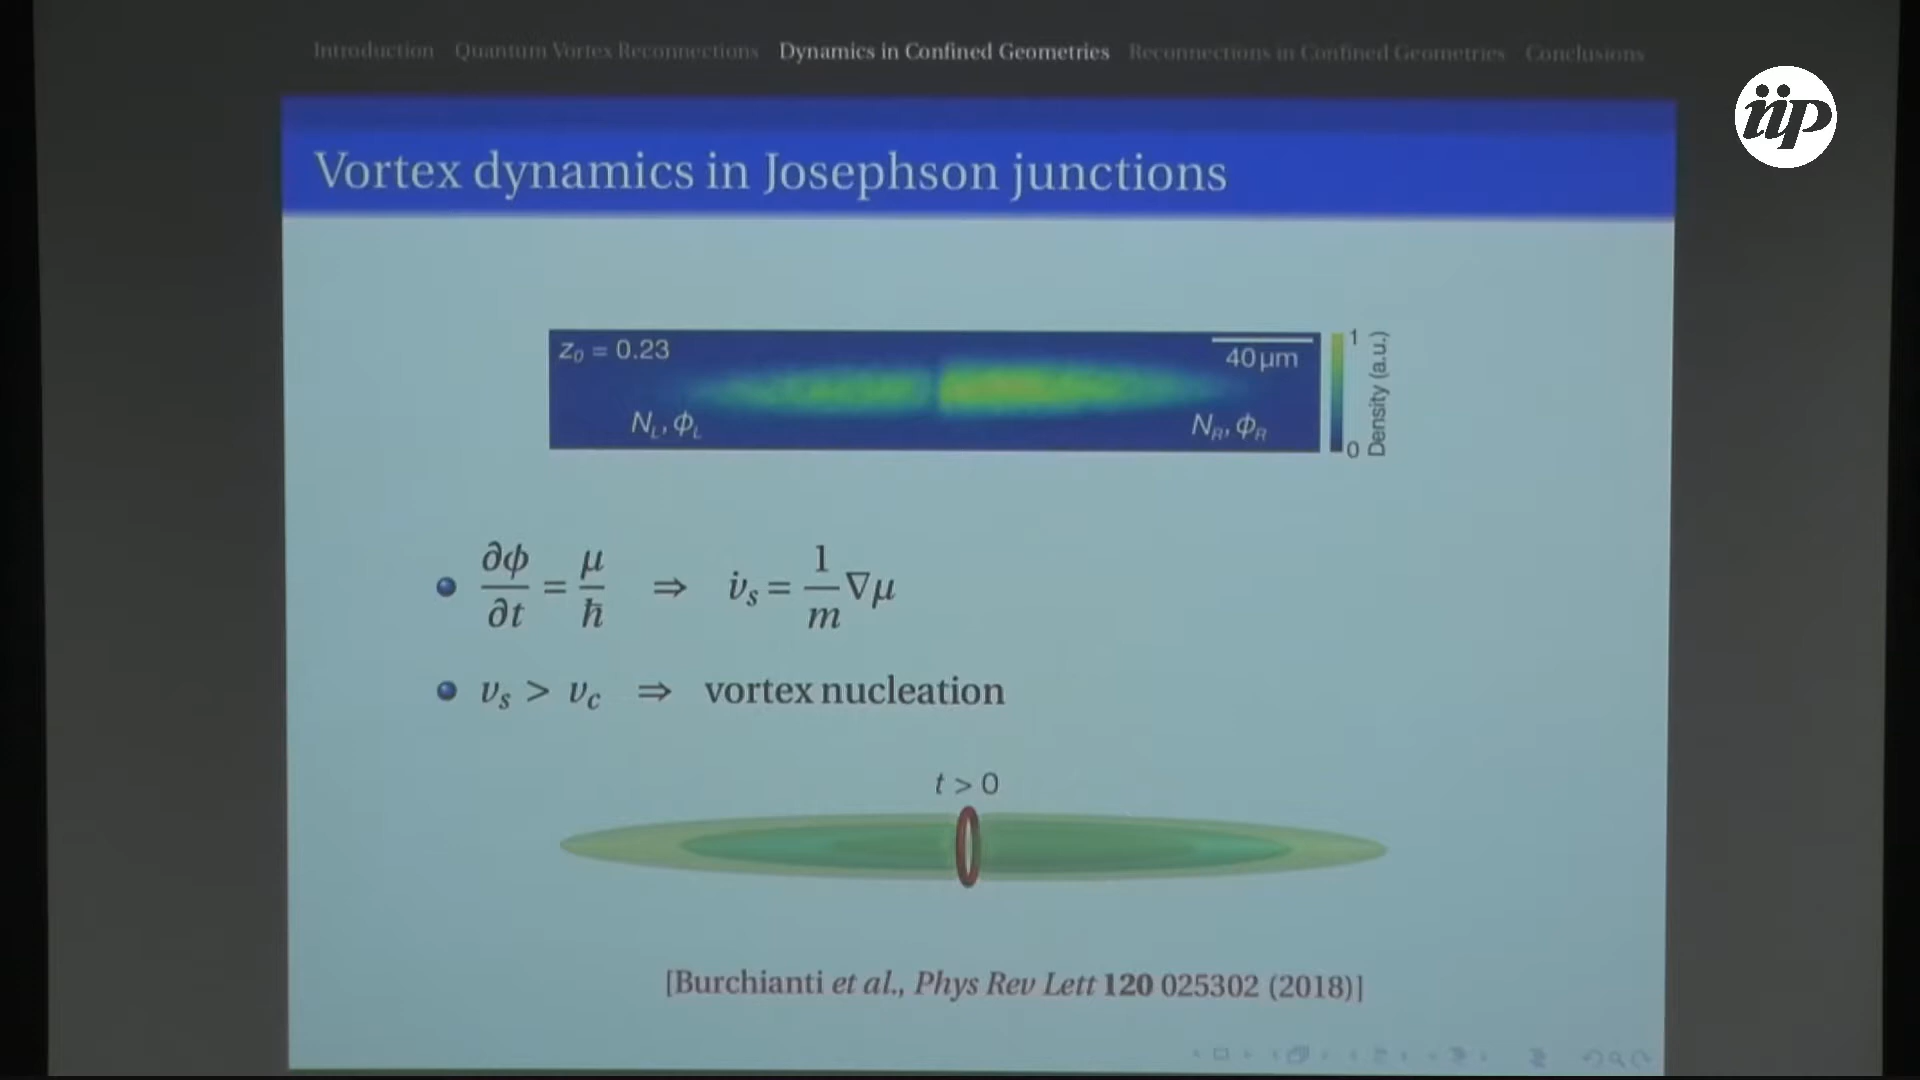 Introduction Quantum Vortex Reconnections Dynamics in Confined Geometries Reconnections in Confined Geometries Conclusions
iip
Vortex dynamics in Josephson junctions
z₀ = 0.23
40 µm
N_L, ϕ_L
N_R, ϕ_R
1
0
Density (a.u.)
∂ϕ/∂t = µ/ħ ⇒ v̇_s = 1/m ∇µ
v_s > v_c ⇒ vortex nucleation
t > 0
[Burchianti et al., Phys Rev Lett 120 025302 (2018)]